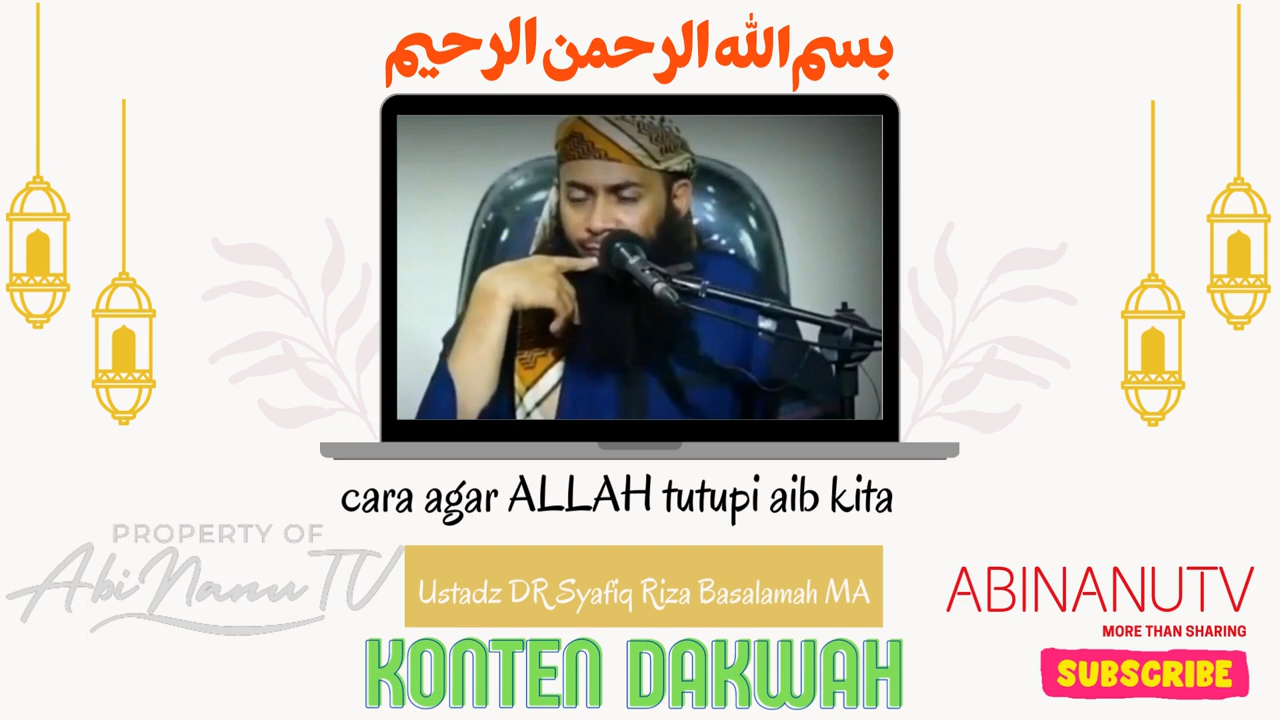 بسم الله الرحمن الرحيم
cara agar ALLAH tutupi aib kita
PROPERTY OF
AbiNanuTV
Ustadz DR Syafiq Riza Basalamah MA
KONTEN DAKWAH
ABINANUTV
MORE THAN SHARING
SUBSCRIBE